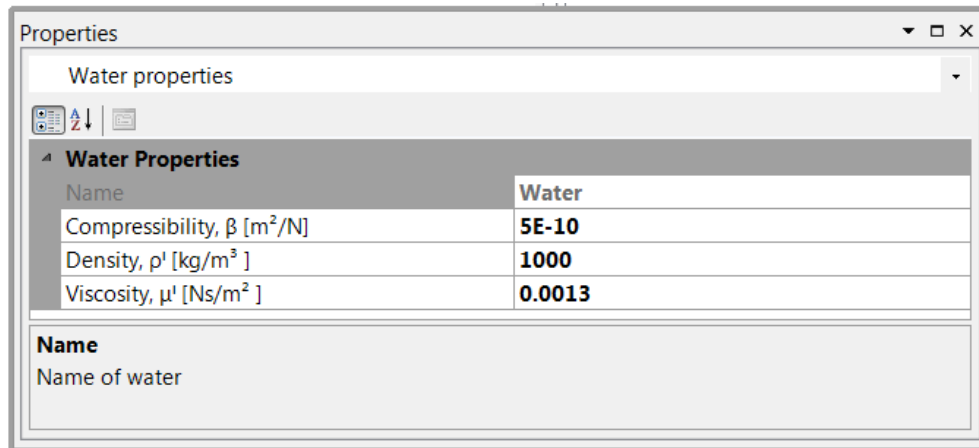 Properties
Water properties
Water Properties
Name Water
Compressibility, β [m²/N] 5E-10
Density, ρˡ [kg/m³ ] 1000
Viscosity, μˡ [Ns/m² ] 0.0013
Name
Name of water